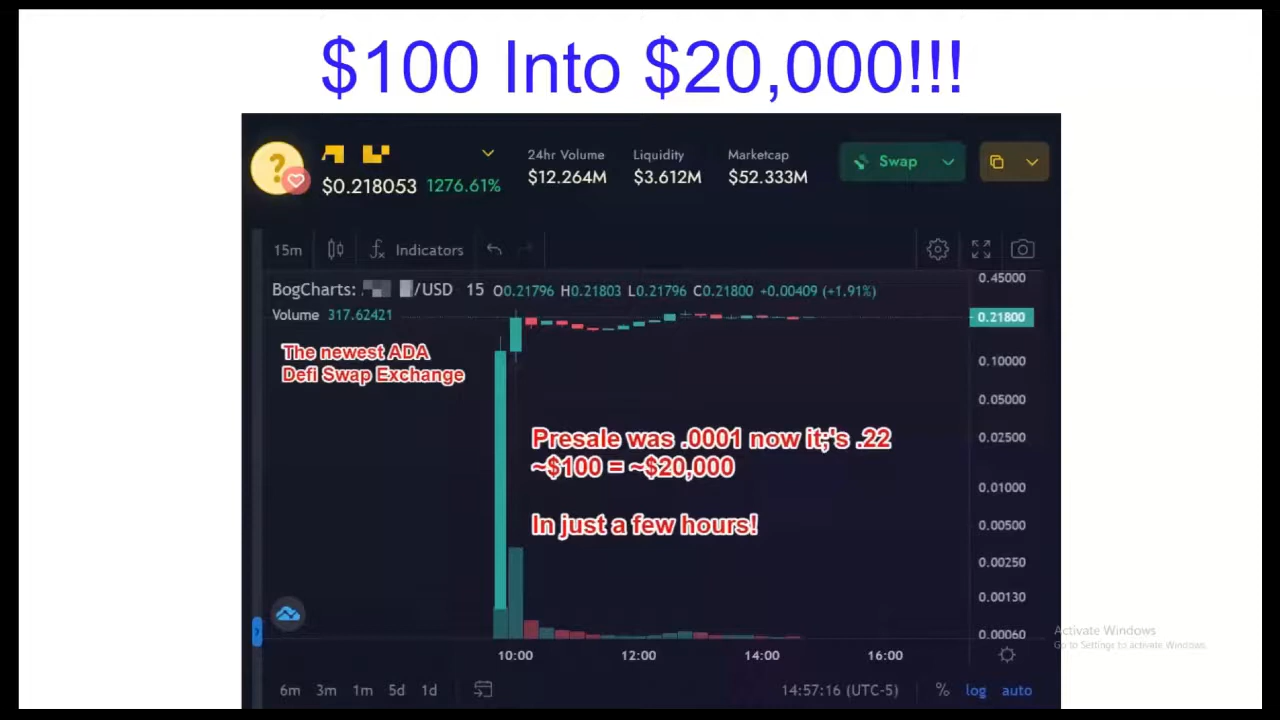 $100 Into $20,000!!!
24hr Volume Liquidity Marketcap
Swap
$0.218053 1276.61% $12.264M $3.612M $52.333M
15m Indicators
BogCharts: /USD 15 O0.21796 H0.21803 L0.21796 C0.21800 +0.00409 (+1.91%)
Volume 317.62421
The newest ADA
Defi Swap Exchange
Presale was .0001 now it;'s .22
~$100 = ~$20,000
In just a few hours!
0.45000
0.21800
0.10000
0.05000
0.02500
0.01000
0.00500
0.00250
0.00130
0.00060
10:00 12:00 14:00 16:00
6m 3m 1m 5d 1d 14:57:16 (UTC-5) % log auto
Activate Windows
Go to Settings to activate Windows.